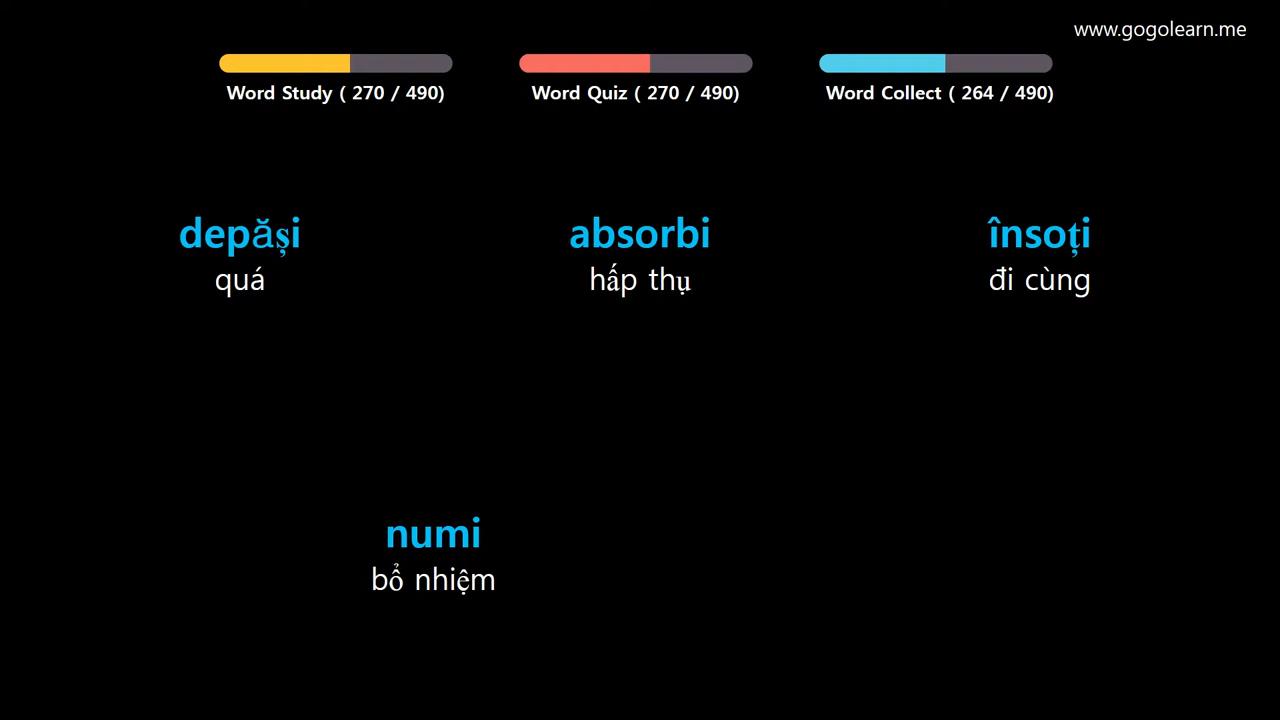 www.gogolearn.me
Word Study ( 270 / 490)
Word Quiz ( 270 / 490)
Word Collect ( 264 / 490)
depăși
quá
absorbi
hấp thụ
însoți
đi cùng
numi
bổ nhiệm